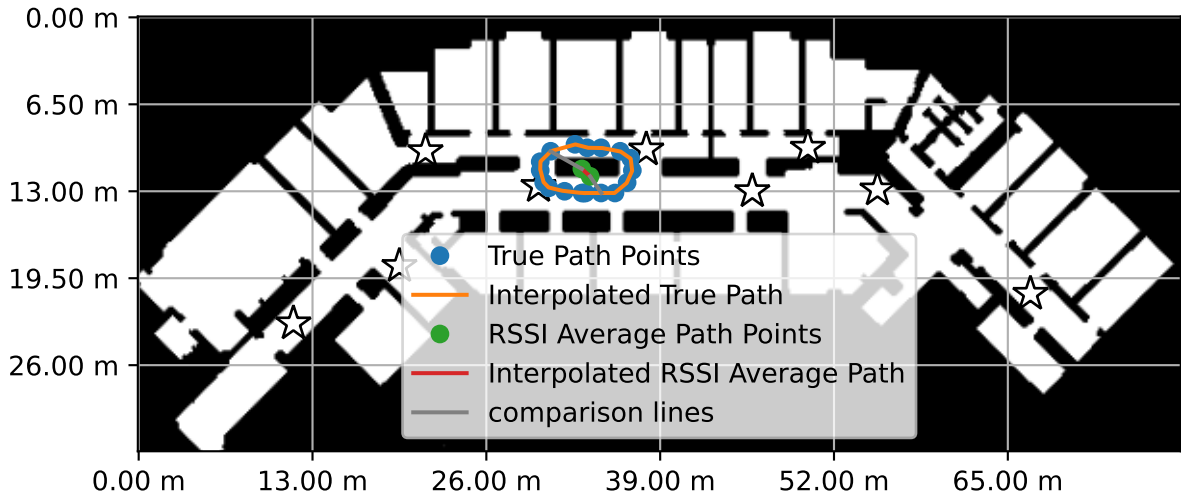 0.00 m
6.50 m
13.00 m
19.50 m
26.00 m
True Path Points
Interpolated True Path
RSSI Average Path Points
Interpolated RSSI Average Path
comparison lines
0.00 m 13.00 m 26.00 m 39.00 m 52.00 m 65.00 m